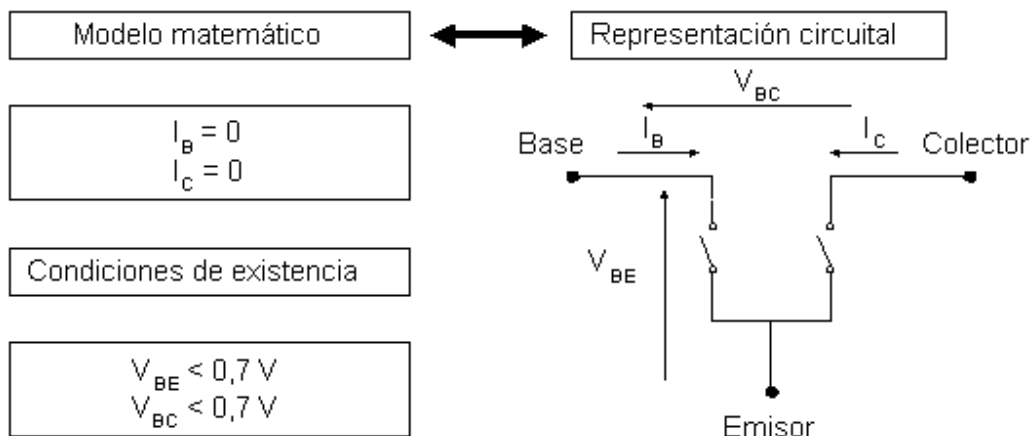 Modelo matemático
Representación circuital
I_B = 0
I_C = 0
Condiciones de existencia
V_BE < 0,7 V
V_BC < 0,7 V
V_BC
I_B
I_C
Base
Colector
V_BE
Emisor